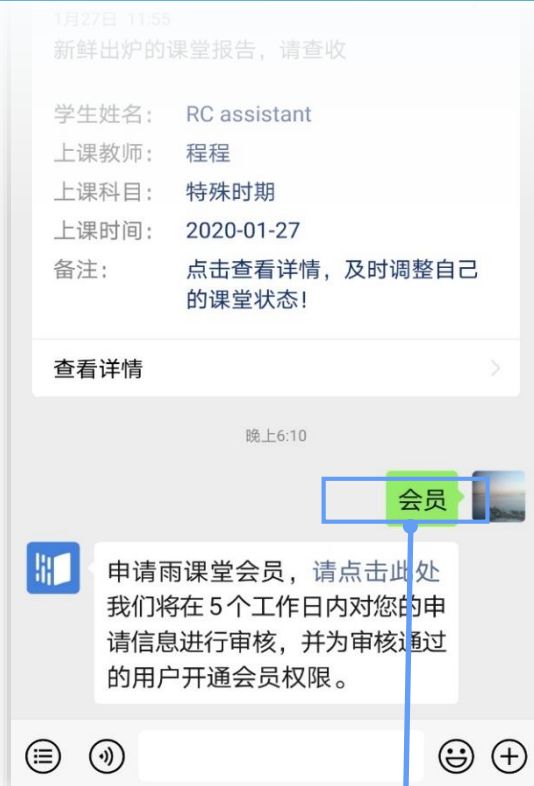 1月27日 11:55
新鲜出炉的课堂报告，请查收
学生姓名： RC assistant
上课教师： 程程
上课科目： 特殊时期
上课时间： 2020-01-27
备注： 点击查看详情，及时调整自己
的课堂状态！
查看详情
晚上6:10
会员
申请雨课堂会员，请点击此处
我们将在5个工作日内对您的申
请信息进行审核，并为审核通过
的用户开通会员权限。